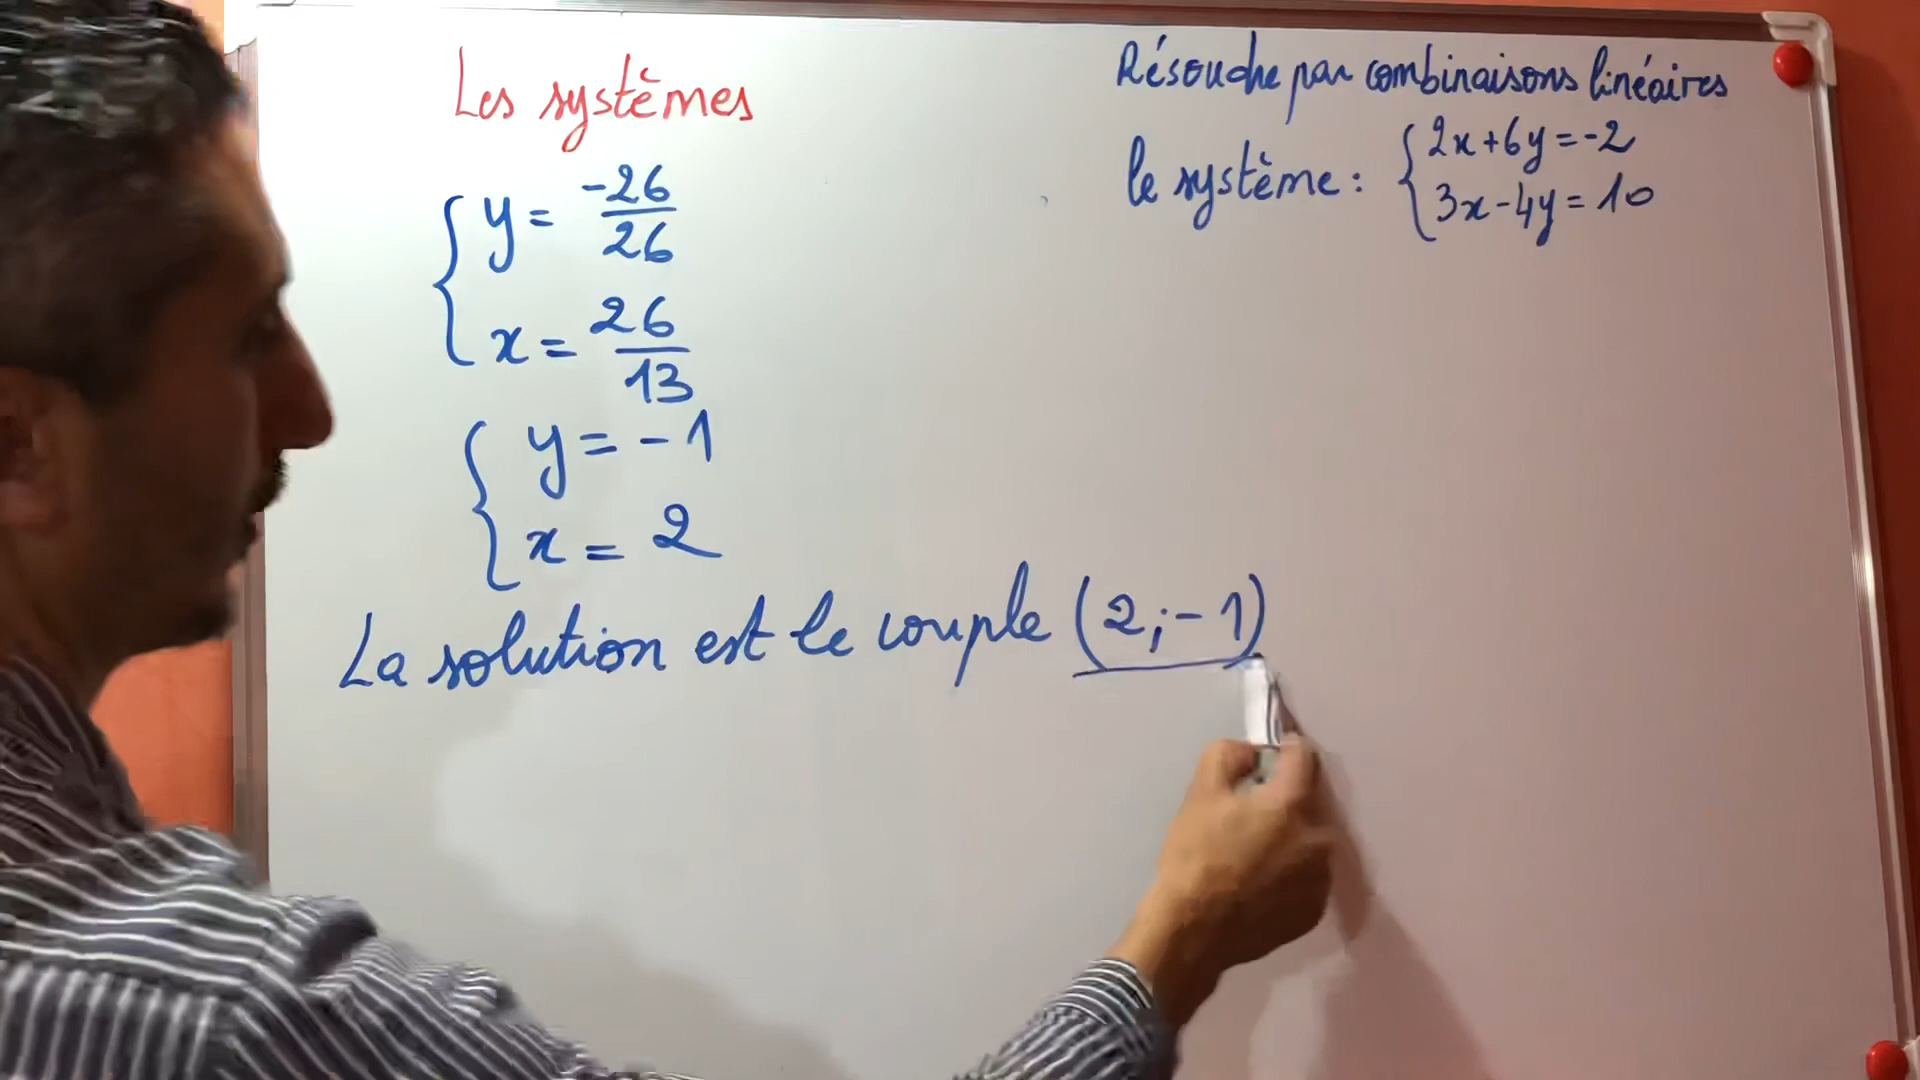 Les systèmes
{ y = -26/26
x = 26/13
{ y = -1
x = 2
La solution est le couple (2;-1)
Résoudre par combinaisons linéaires
le système : { 2x+6y=-2
3x-4y=10